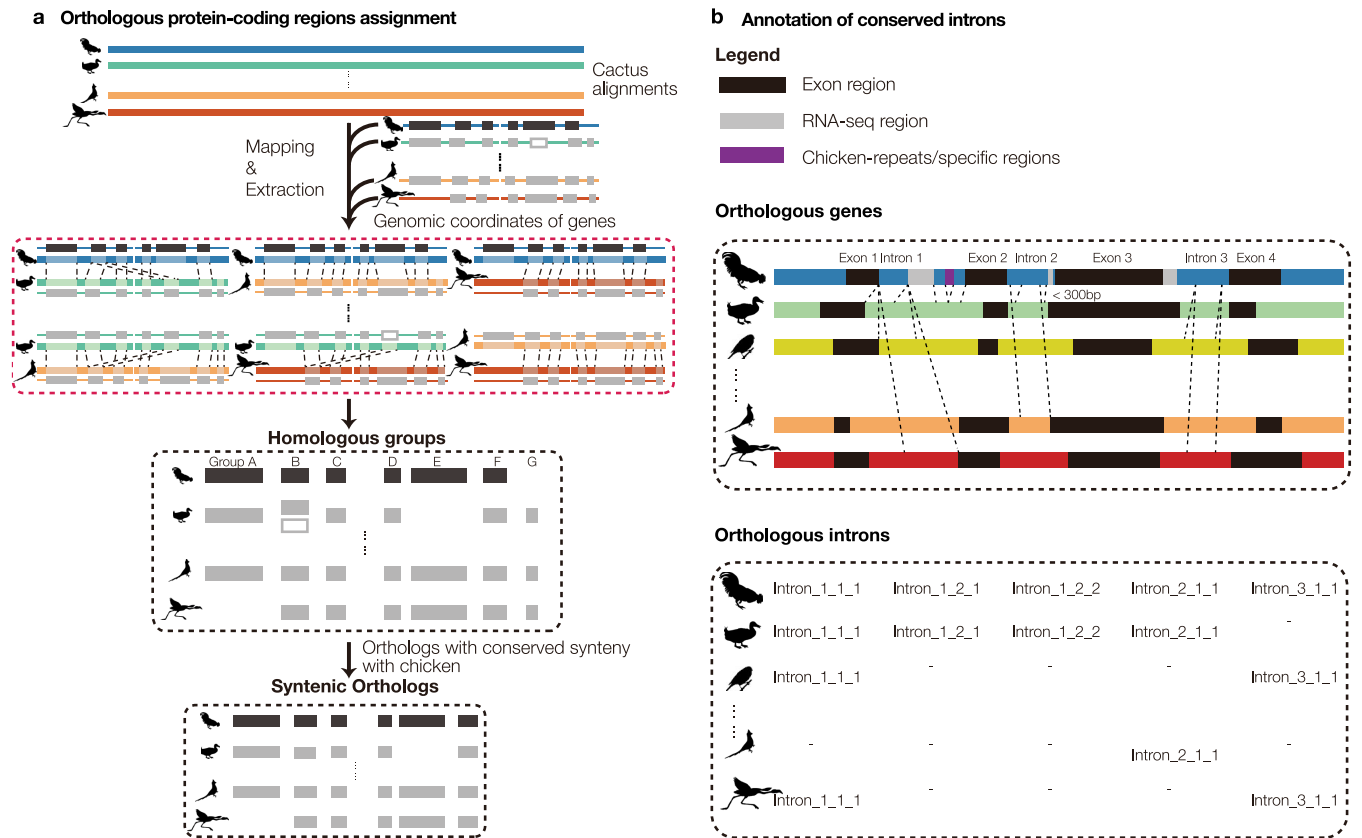 a Orthologous protein-coding regions assignment
Cactus
alignments
Mapping
&
Extraction
Genomic coordinates of genes
Homologous groups
Group A B C D E F G
Orthologs with conserved synteny
with chicken
Syntenic Orthologs
b Annotation of conserved introns
Legend
Exon region
RNA-seq region
Chicken-repeats/specific regions
Orthologous genes
Exon 1 Intron 1 Exon 2 Intron 2 Exon 3 Intron 3 Exon 4
< 300bp
Orthologous introns
Intron_1_1_1 Intron_1_2_1 Intron_1_2_2 Intron_2_1_1 Intron_3_1_1
Intron_1_1_1 Intron_1_2_1 Intron_1_2_2 Intron_2_1_1 -
Intron_1_1_1 - - - Intron_3_1_1
- - - Intron_2_1_1 -
Intron_1_1_1 - - - Intron_3_1_1